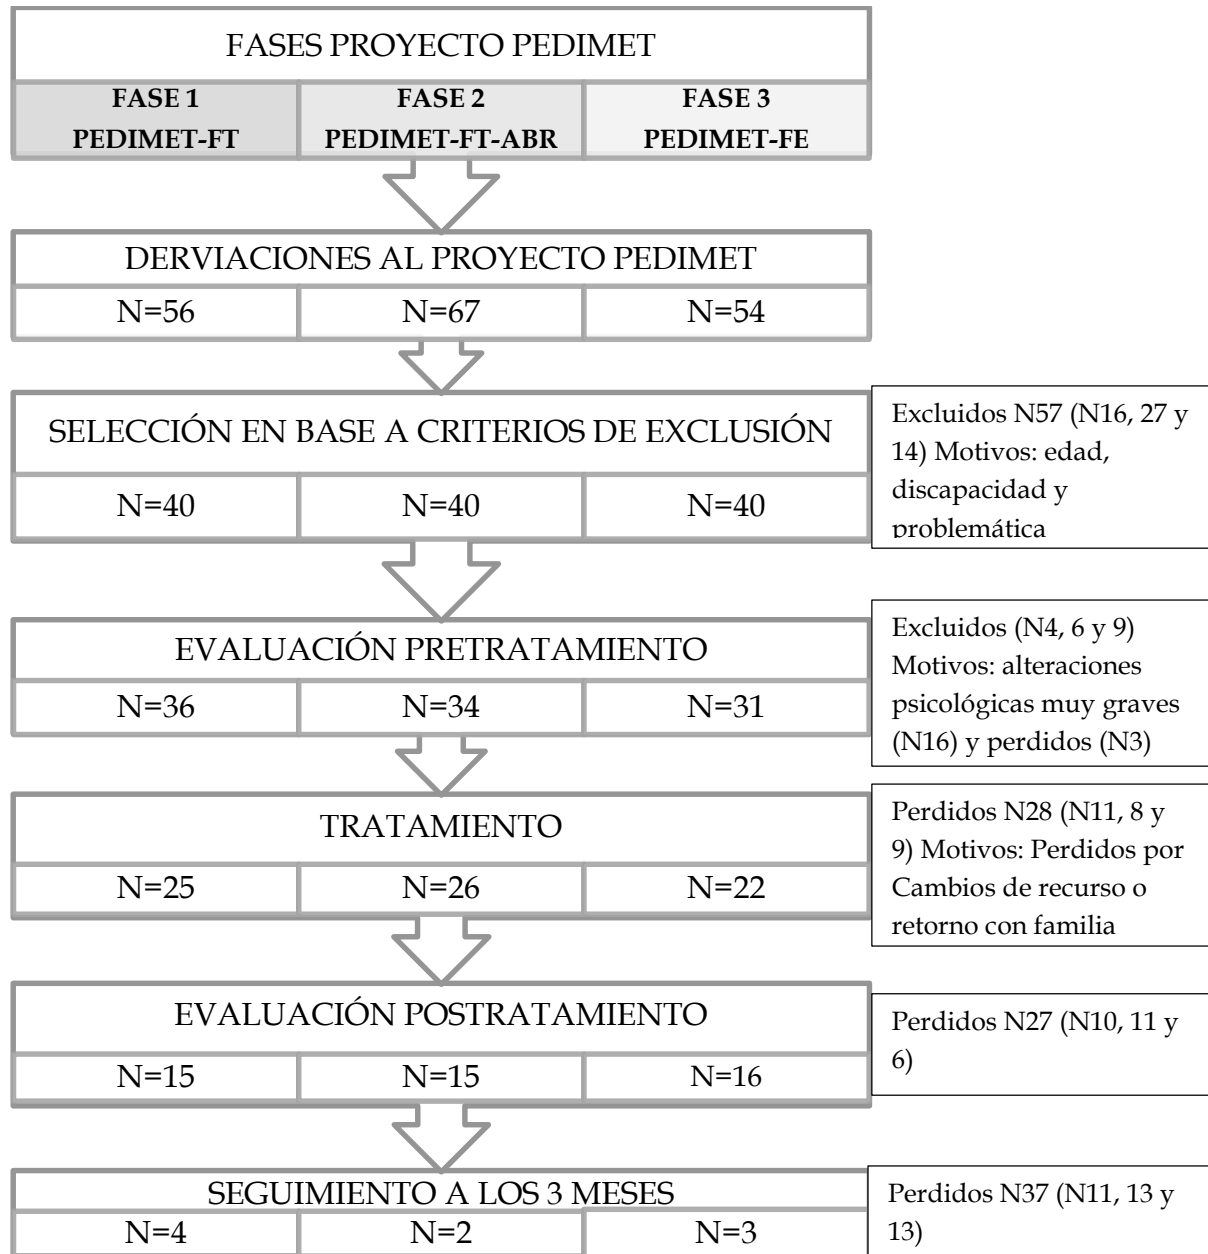 FASES PROYECTO PEDIMET
FASE 1 FASE 2 FASE 3
PEDIMET-FT PEDIMET-FT-ABR PEDIMET-FE
DERVIACIONES AL PROYECTO PEDIMET
N=56 N=67 N=54
SELECCIÓN EN BASE A CRITERIOS DE EXCLUSIÓN
N=40 N=40 N=40
Excluidos N57 (N16, 27 y
14) Motivos: edad,
discapacidad y
problemática
EVALUACIÓN PRETRATAMIENTO
N=36 N=34 N=31
Excluidos (N4, 6 y 9)
Motivos: alteraciones
psicológicas muy graves
(N16) y perdidos (N3)
TRATAMIENTO
N=25 N=26 N=22
Perdidos N28 (N11, 8 y
9) Motivos: Perdidos por
Cambios de recurso o
retorno con familia
EVALUACIÓN POSTRATAMIENTO
N=15 N=15 N=16
Perdidos N27 (N10, 11 y
6)
SEGUIMIENTO A LOS 3 MESES
N=4 N=2 N=3
Perdidos N37 (N11, 13 y
13)